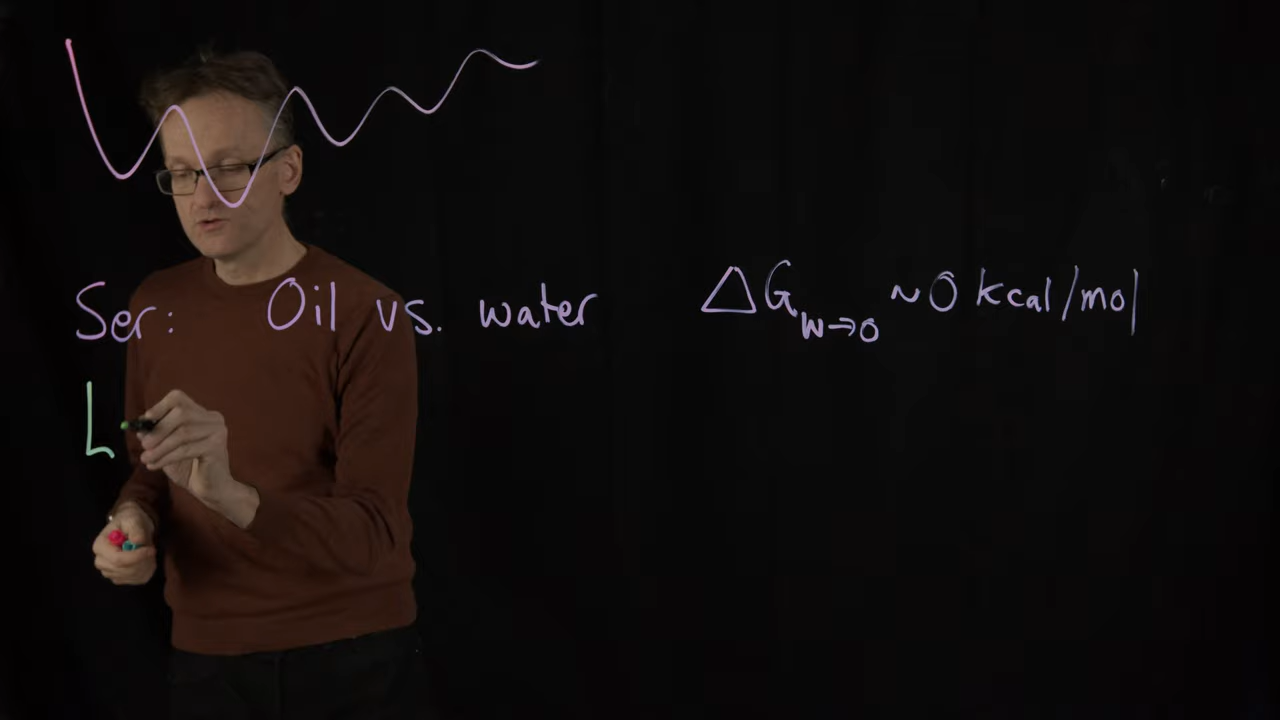 Ser: Oil vs. water ΔG w→o ~0 kcal/mol
L